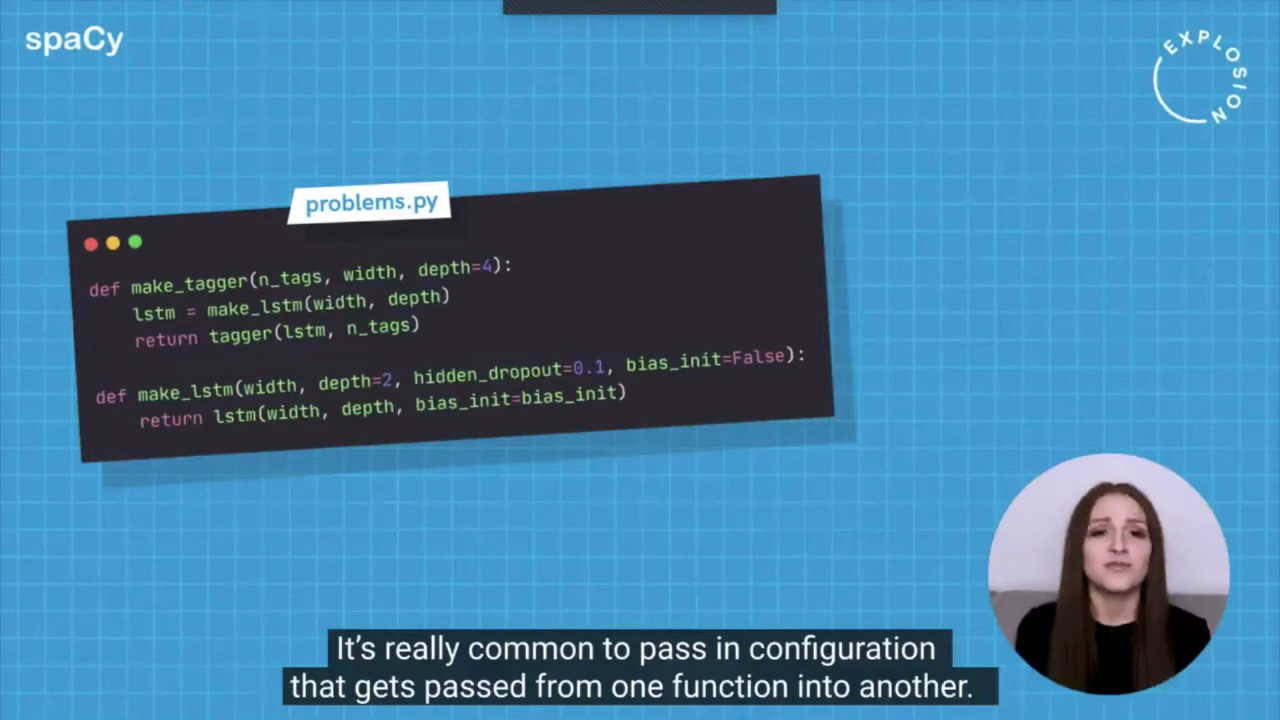 spaCy
EXPLOSION
problems.py
def make_tagger(n_tags, width, depth=4):
    lstm = make_lstm(width, depth)
    return tagger(lstm, n_tags)
def make_lstm(width, depth=2, hidden_dropout=0.1, bias_init=False):
    return lstm(width, depth, bias_init=bias_init)
It’s really common to pass in configuration
that gets passed from one function into another.